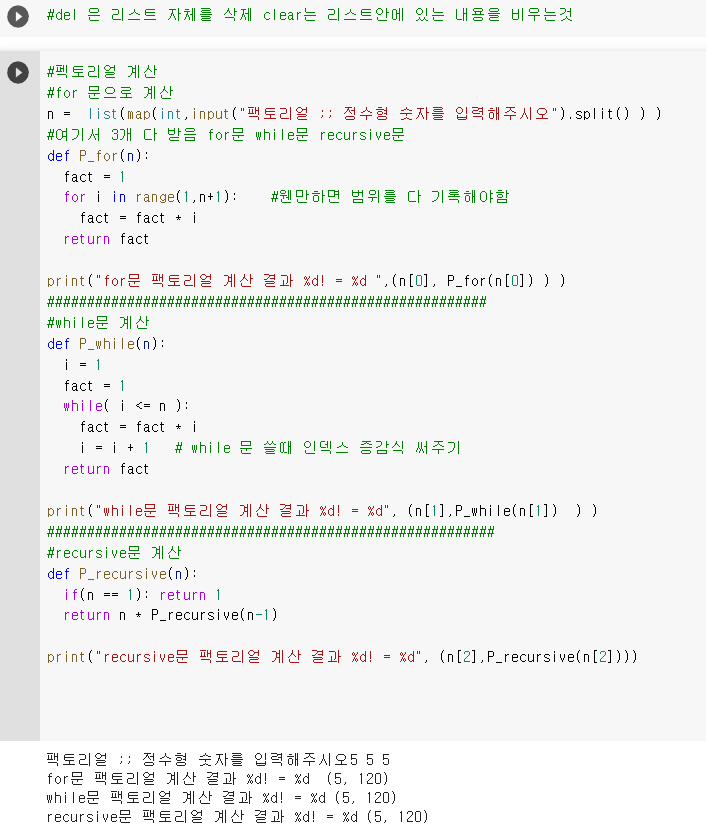 #del 은 리스트 자체를 삭제 clear는 리스트안에 있는 내용을 비우는것
#펙토리얼 계산
#for 문으로 계산
n =  list(map(int,input("팩토리얼 ;; 정수형 숫자를 입력해주시오").split() ) )
#여기서 3개 다 받음 for문 while문 recursive문
def P_for(n):
  fact = 1
  for i in range(1,n+1):    #웬만하면 범위를 다 기록해야함
    fact = fact * i
  return fact
print("for문 팩토리얼 계산 결과 %d! = %d ",(n[0], P_for(n[0]) ) )
#######################################################
#while문 계산
def P_while(n):
  i = 1
  fact = 1
  while( i <= n ):
    fact = fact * i
    i = i + 1   # while 문 쓸때 인덱스 증감식 써주기
  return fact
print("while문 팩토리얼 계산 결과 %d! = %d", (n[1],P_while(n[1])  ) )
########################################################
#recursive문 계산
def P_recursive(n):
  if(n == 1): return 1
  return n * P_recursive(n-1)
print("recursive문 팩토리얼 계산 결과 %d! = %d", (n[2],P_recursive(n[2])))
팩토리얼 ;; 정수형 숫자를 입력해주시오5 5 5
for문 팩토리얼 계산 결과 %d! = %d  (5, 120)
while문 팩토리얼 계산 결과 %d! = %d (5, 120)
recursive문 팩토리얼 계산 결과 %d! = %d (5, 120)